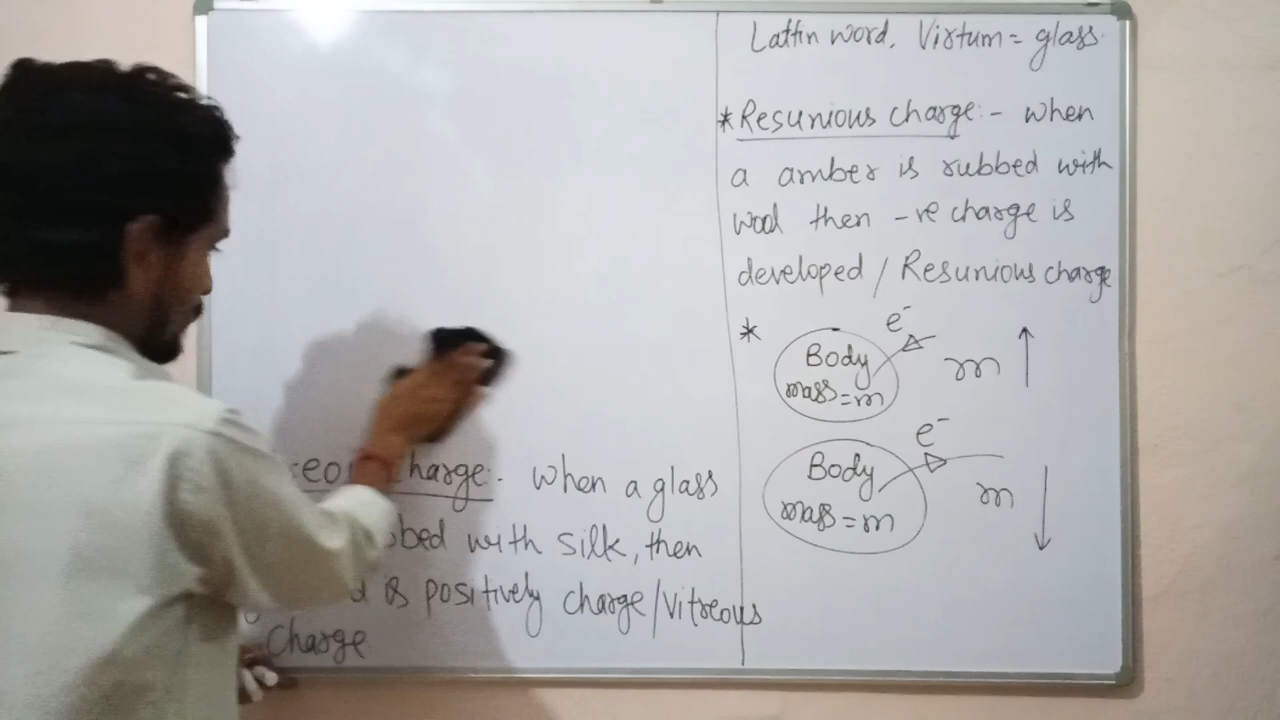 charge:- when a glass
with silk, then
is positively charge/Vitreous
charge
Lattin word, Virtum = glass
*Resunious charge:- when
a amber is rubbed with
wool then -ve charge is
developed / Resunious charge
*
e⁻
Body
mass=m
m ↑
e⁻
Body
mass=m
m ↓